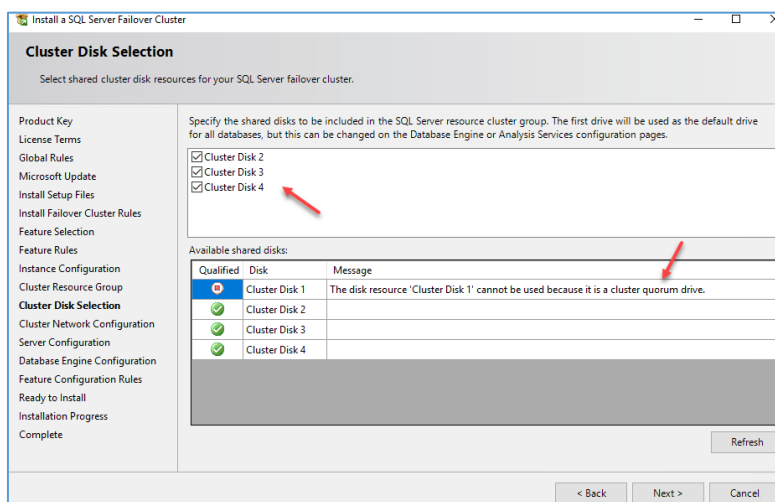 Install a SQL Server Failover Cluster
Cluster Disk Selection
Select shared cluster disk resources for your SQL Server failover cluster.
Product Key
License Terms
Global Rules
Microsoft Update
Install Setup Files
Install Failover Cluster Rules
Feature Selection
Feature Rules
Instance Configuration
Cluster Resource Group
Cluster Disk Selection
Cluster Network Configuration
Server Configuration
Database Engine Configuration
Feature Configuration Rules
Ready to Install
Installation Progress
Complete
Specify the shared disks to be included in the SQL Server resource cluster group. The first drive will be used as the default drive
for all databases, but this can be changed on the Database Engine or Analysis Services configuration pages.
Cluster Disk 2
Cluster Disk 3
Cluster Disk 4
Available shared disks:
Qualified Disk Message
Cluster Disk 1 The disk resource 'Cluster Disk 1' cannot be used because it is a cluster quorum drive.
Cluster Disk 2
Cluster Disk 3
Cluster Disk 4
Refresh
< Back Next > Cancel